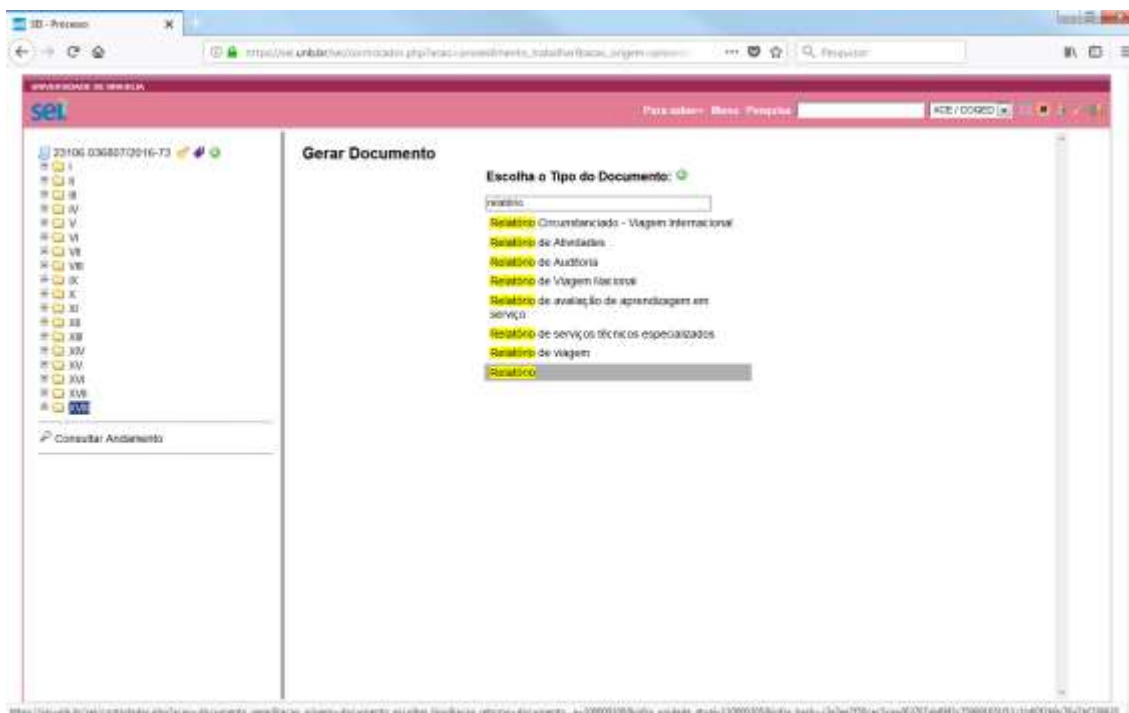 SEI - Processo
Pesquisar
UNIVERSIDADE DE BRASÍLIA
sei.
Para saber+ Menu Pesquisa
ACE / COGED
23106.036807/2016-73
I
II
III
IV
V
VI
VII
VIII
IX
X
XI
XII
XIII
XIV
XV
XVI
XVII
XVIII
Consultar Andamento
Gerar Documento
Escolha o Tipo do Documento:
relatório
Relatório Circunstanciado - Viagem Internacional
Relatório de Atividades
Relatório de Auditoria
Relatório de Viagem Nacional
Relatório de avaliação de aprendizagem em
serviço
Relatório de serviços técnicos especializados
Relatório de viagem
Relatório